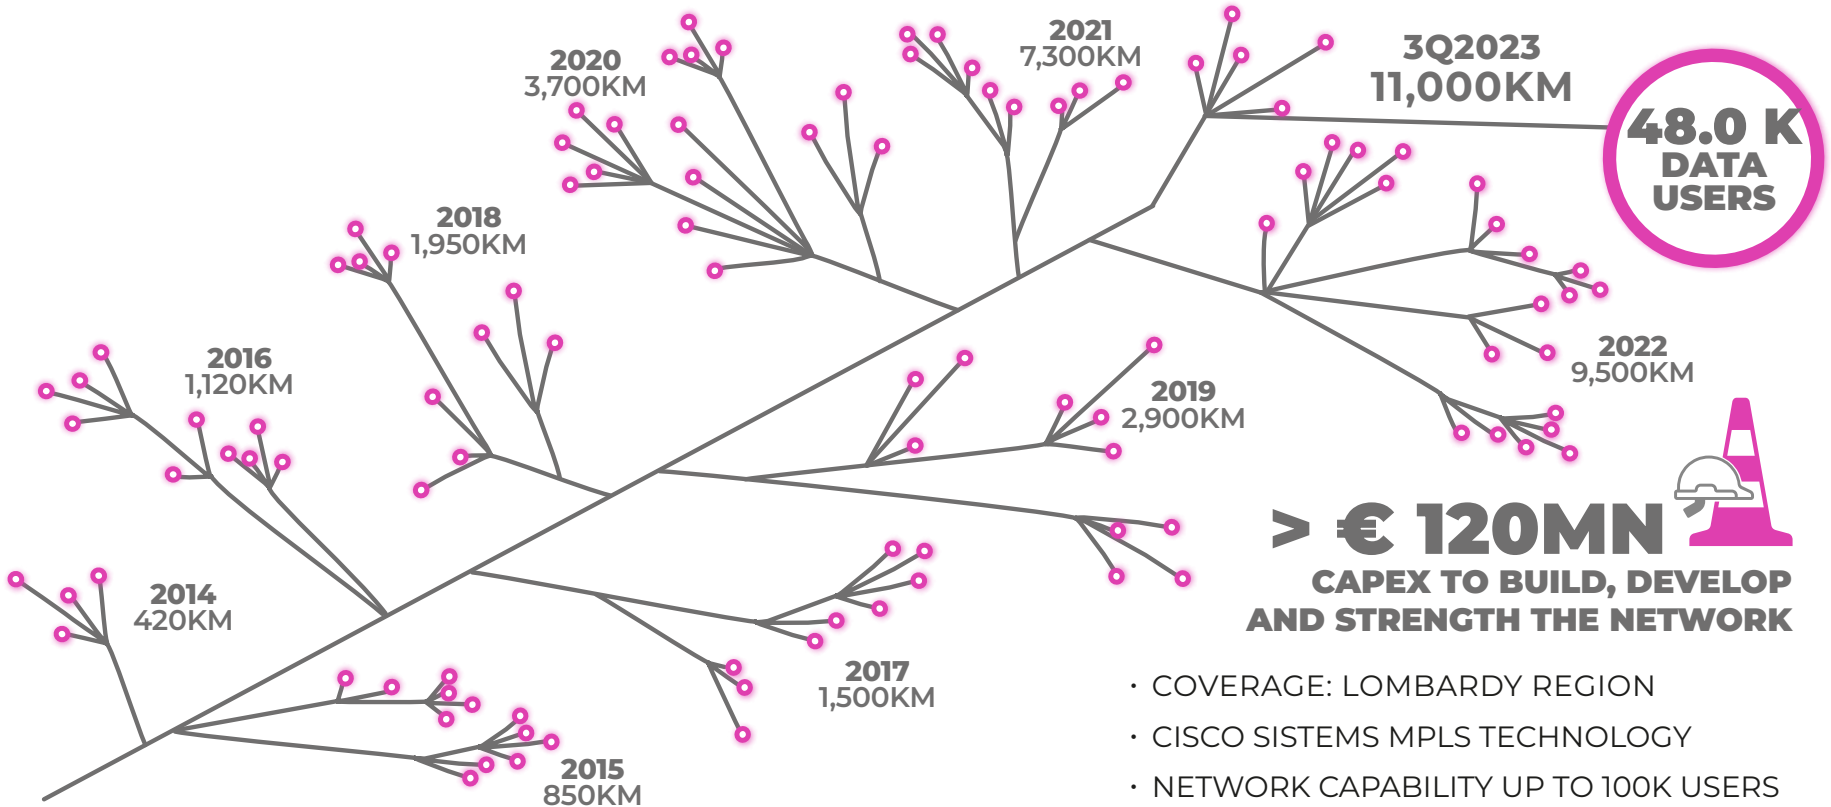 2020
3,700KM
2021
7,300KM
3Q2023
11,000KM
48.0 K
DATA
USERS
2018
1,950KM
2016
1,120KM
2022
9,500KM
2019
2,900KM
2014
420KM
2017
1,500KM
2015
850KM
> € 120MN
CAPEX TO BUILD, DEVELOP
AND STRENGTH THE NETWORK
• COVERAGE: LOMBARDY REGION
• CISCO SISTEMS MPLS TECHNOLOGY
• NETWORK CAPABILITY UP TO 100K USERS